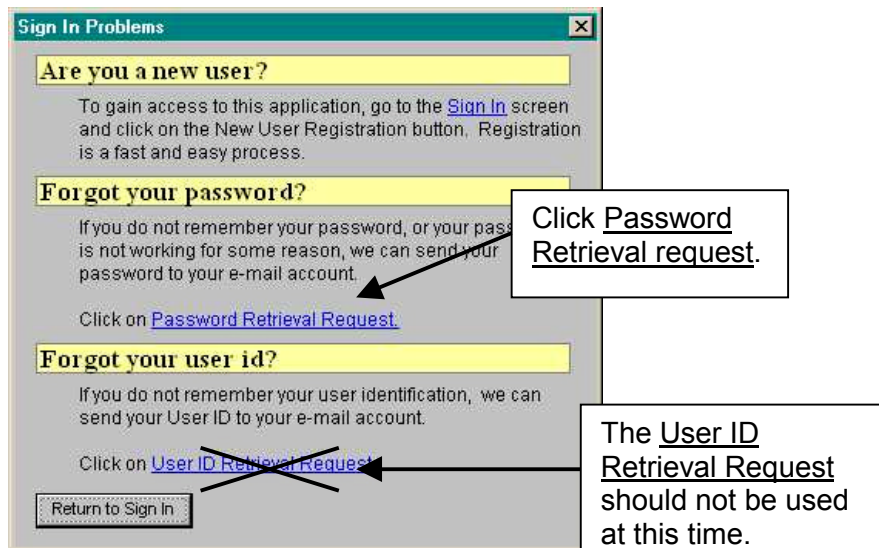 Sign In Problems
Are you a new user?
To gain access to this application, go to the Sign In screen
and click on the New User Registration button. Registration
is a fast and easy process.
Forgot your password?
If you do not remember your password, or your pass
is not working for some reason, we can send your
password to your e-mail account.
Click on Password Retrieval Request.
Click Password
Retrieval request.
Forgot your user id?
If you do not remember your user identification, we can
send your User ID to your e-mail account.
Click on User ID Retrieval Request
The User ID
Retrieval Request
should not be used
at this time.
Return to Sign In